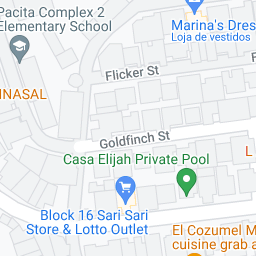 Pacita Complex 2
Elementary School
Marina's Dres
Loja de vestidos
Flicker St
F
INASAL
Goldfinch St
Casa Elijah Private Pool
L
Block 16 Sari Sari
Store & Lotto Outlet
El Cozumel M
cuisine grab a